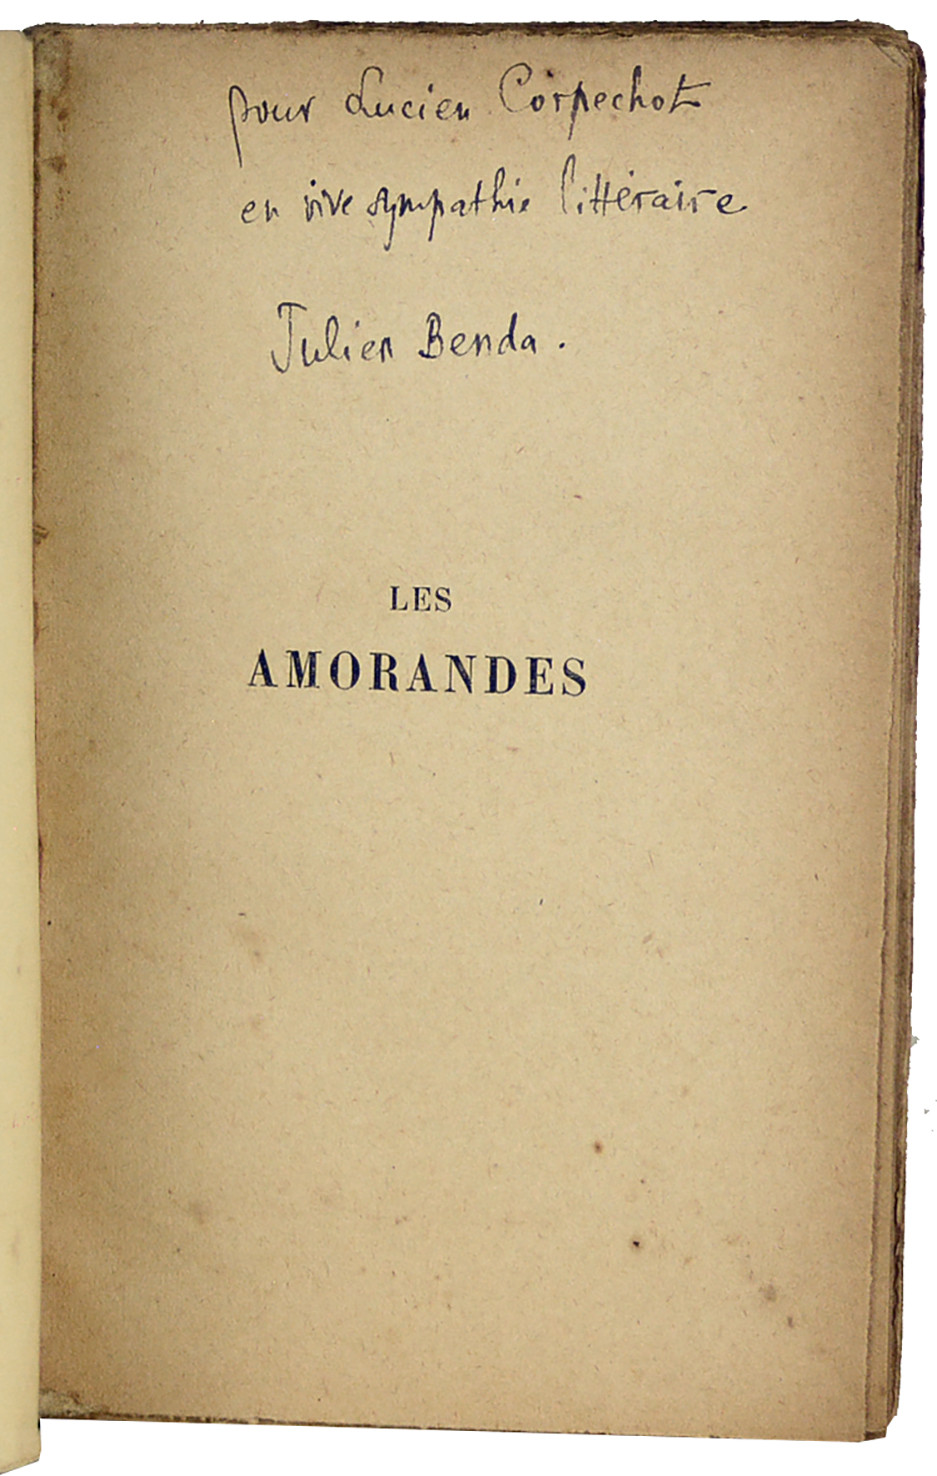 pour Lucien Corpechot
en vive sympathie littéraire
Julien Benda.
LES
AMORANDES